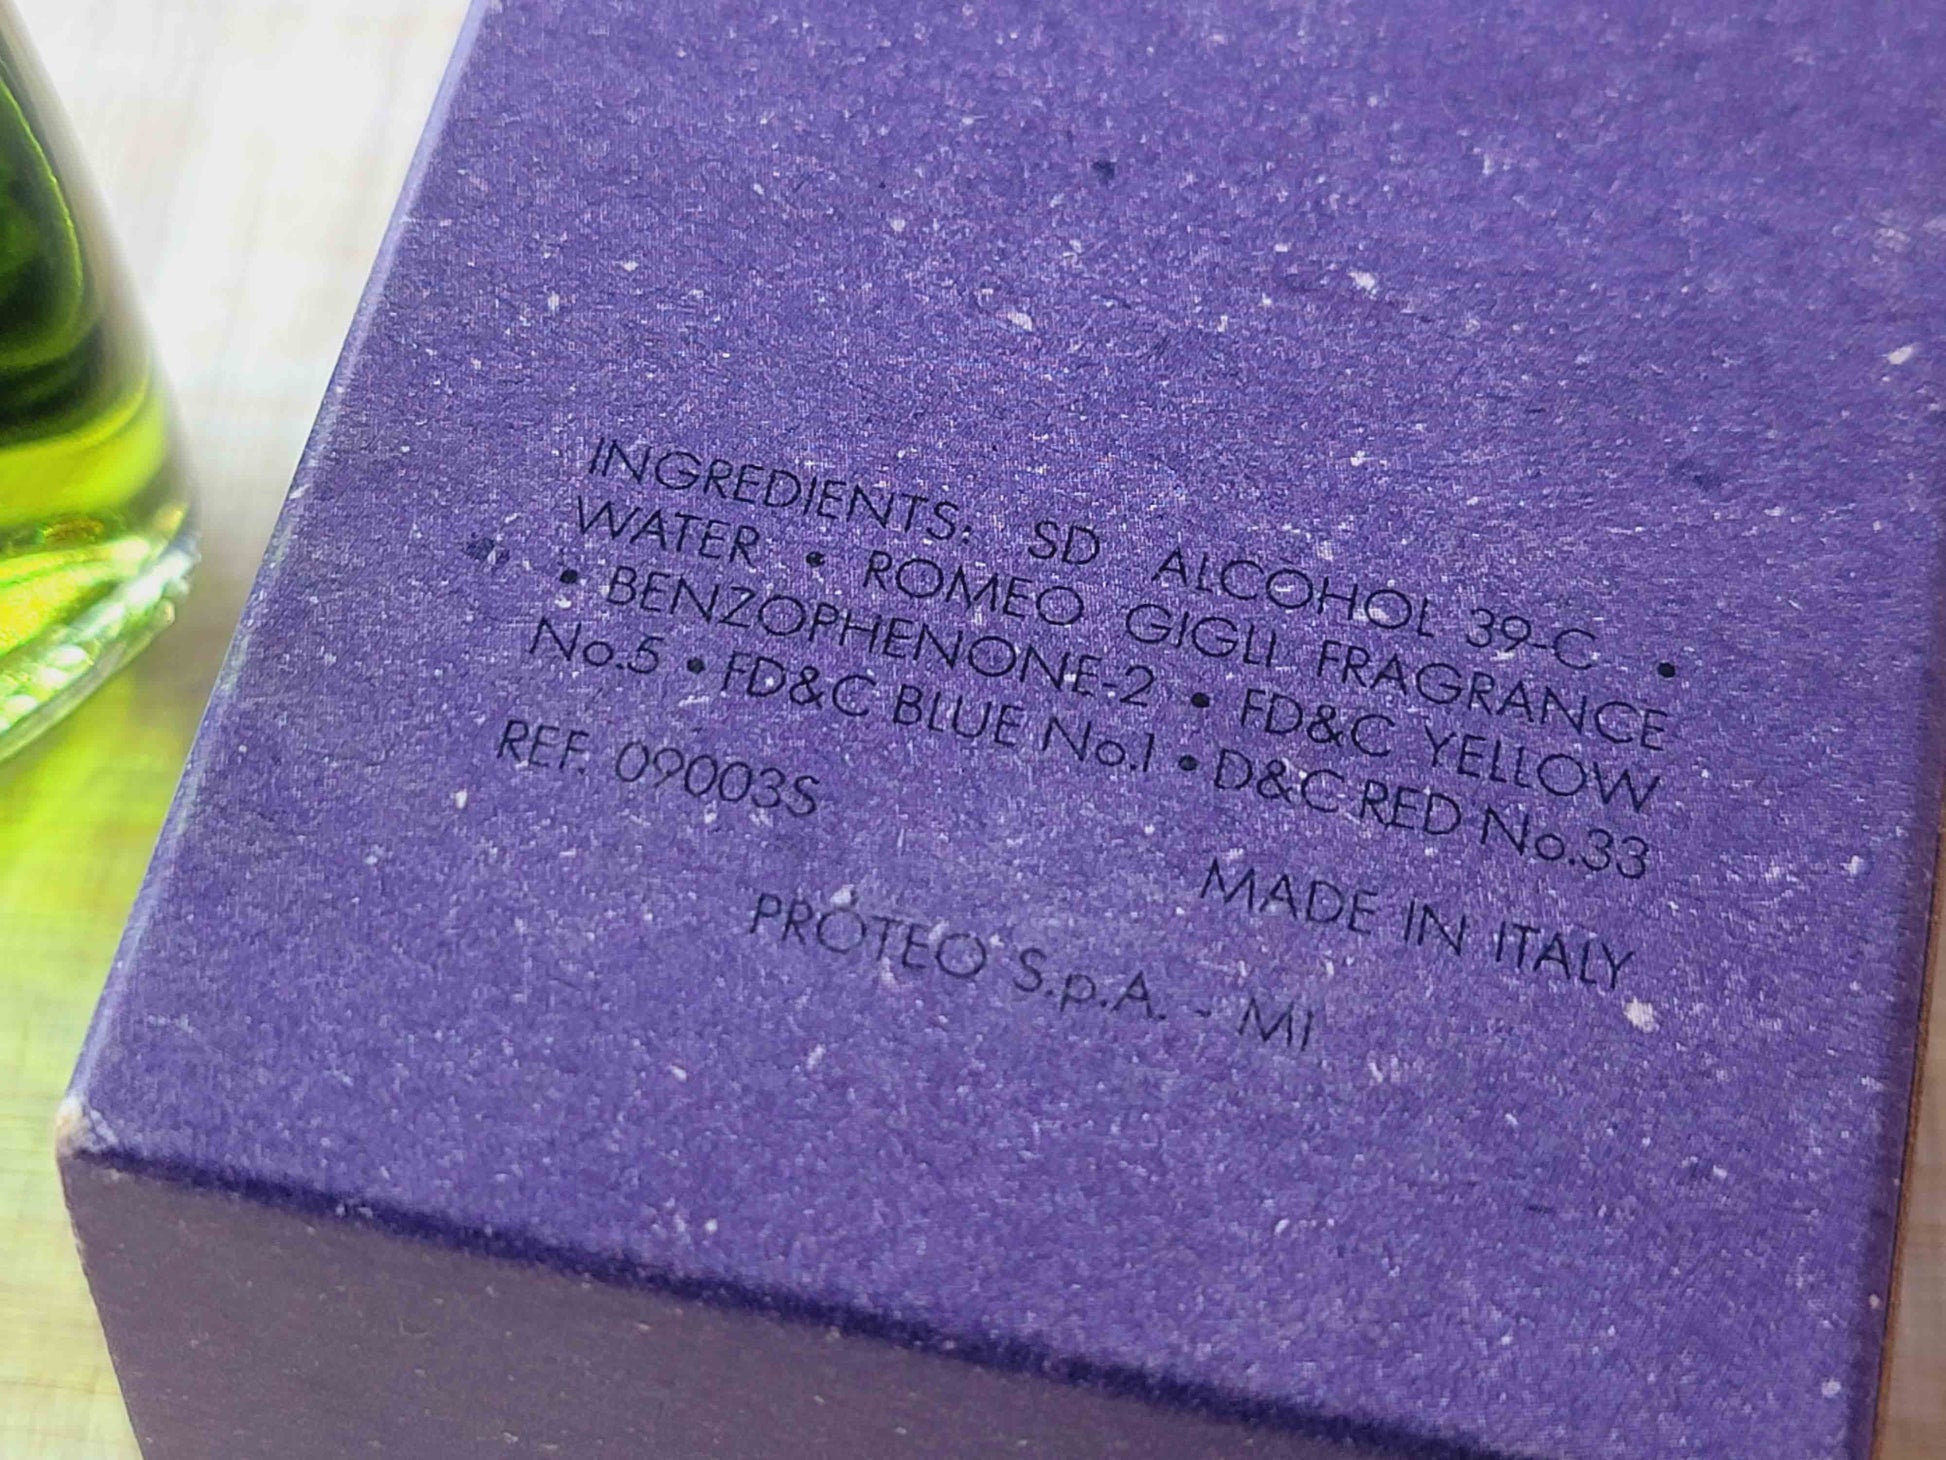 INGREDIENTS: SD ALCOHOL 39-C •
WATER • ROMEO GIGLI FRAGRANCE
• BENZOPHENONE-2 • FD&C YELLOW
No.5 • FD&C BLUE No.1 • D&C RED No.33
REF. 09003S
MADE IN ITALY
PROTEO S.p.A. - MI